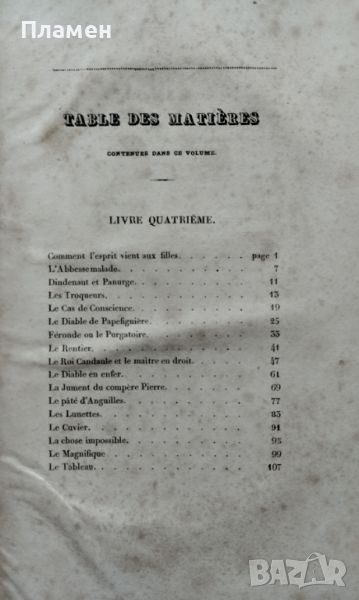 Пламен
TABLE DES MATIÈRES
CONTENUES DANS CE VOLUME.
LIVRE QUATRIÈME.
Comment l'esprit vient aux filles. . . . . . . page 1
L'Abbesse malade. . . . . . . . . . . 7
Dindenaut et Panurge . . . . . . . . . 11
Les Troqueurs . . . . . . . . . . . 13
Le Cas de Conscience. . . . . . . . . 19
Le Diable de Papefiguière . . . . . . . 25
Féronde ou le Purgatoire. . . . . . . . 33
Le Rentier . . . . . . . . . . . . 41
Le Roi Candaule et le maître en droit. . . . . 47
Le Diable en enfer . . . . . . . . . . 61
La Jument du compère Pierre. . . . . . . 69
Le pâté d'Anguilles . . . . . . . . . 77
Les Lunettes. . . . . . . . . . . . 83
Le Cuvier . . . . . . . . . . . . 91
La chose impossible. . . . . . . . . . 95
Le Magnifique . . . . . . . . . . . 99
Le Tableau. . . . . . . . . . . . 107
BAZAR